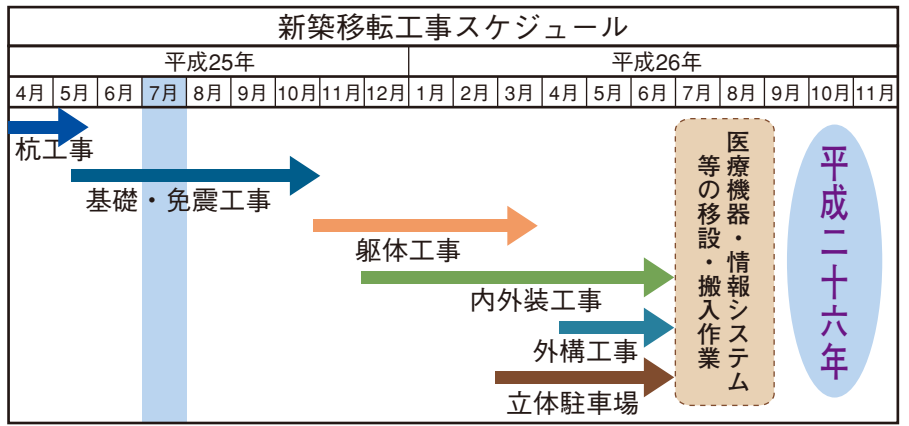 新築移転工事スケジュール
平成25年 平成26年
4月 5月 6月 7月 8月 9月 10月 11月 12月 1月 2月 3月 4月 5月 6月 7月 8月 9月 10月 11月
杭工事
基礎・免震工事
躯体工事
内外装工事
外構工事
立体駐車場
医療機器・情報システム
等の移設・搬入作業
平成二十六年